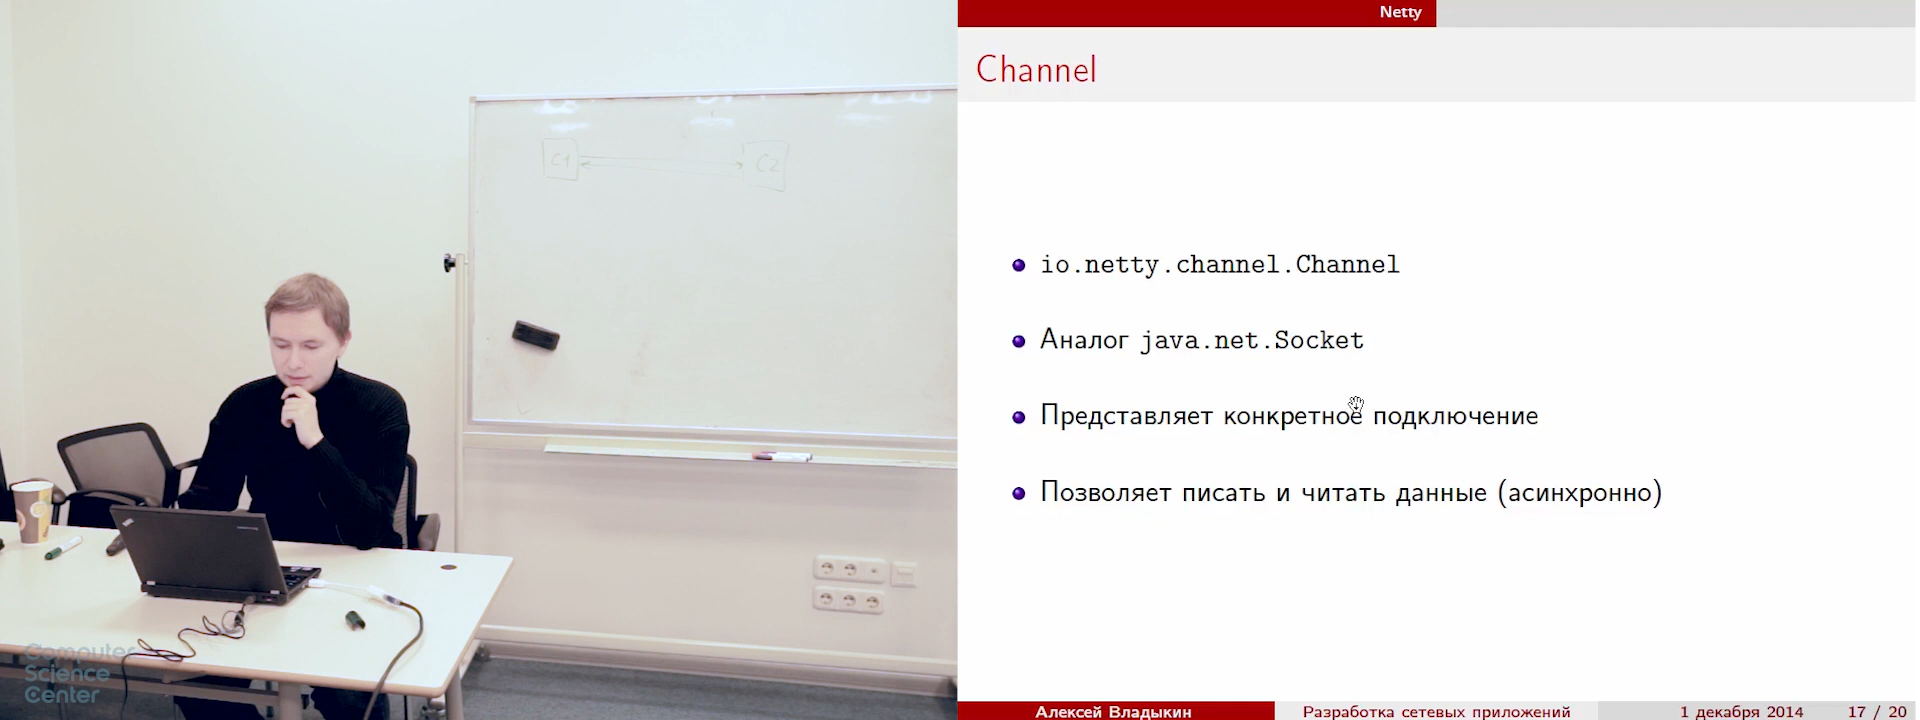 C1
C2
Computer
Science
Center
Netty
Channel
io.netty.channel.Channel
Аналог java.net.Socket
Представляет конкретное подключение
Позволяет писать и читать данные (асинхронно)
Алексей Владыкин
Разработка сетевых приложений
1 декабря 2014
17 / 20